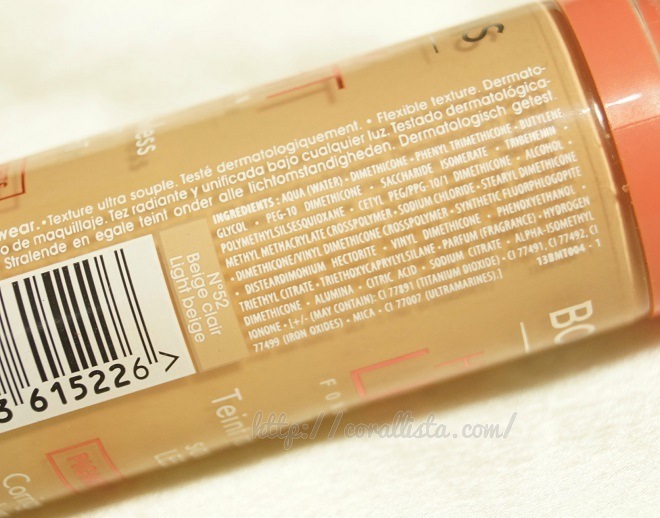 S
less.
wear. • Texture ultra souple. Testé dermatologiquement. • Flexible texture. Dermato-
o de maquillaje. Tez radiante y unificada bajo cualquier luz. Testado dermatológica-
Stralende en egale teint onder alle lichtomstandigheden. Dermatologisch getest.
INGREDIENTS: AQUA (WATER) • DIMETHICONE • PHENYL TRIMETHICONE • BUTYLENE
GLYCOL • PEG-10 DIMETHICONE • SACCHARIDE ISOMERATE • TRIBEHENIN •
POLYMETHYLSILSESQUIOXANE • CETYL PEG/PPG-10/1 DIMETHICONE • ALCOHOL •
METHYL METHACRYLATE CROSSPOLYMER • SODIUM CHLORIDE • STEARYL DIMETHICONE
• DIMETHICONE/VINYL DIMETHICONE CROSSPOLYMER • SYNTHETIC FLUORPHLOGOPITE
• DISTEARDIMONIUM HECTORITE • VINYL DIMETHICONE • PHENOXYETHANOL •
TRIETHYL CITRATE • TRIETHOXYCAPRYLYLSILANE • PARFUM (FRAGRANCE) • HYDROGEN
DIMETHICONE • ALUMINA • CITRIC ACID • SODIUM CITRATE • ALPHA-ISOMETHYL
IONONE • [+/- (MAY CONTAIN): CI 77891 (TITANIUM DIOXIDE) • CI 77491, CI 77492, CI
77499 (IRON OXIDES) • MICA • CI 77007 (ULTRAMARINES).] 13BMT004 - 1
N°52
Beige clair
Light beige
3 615226
BO
Fo
Teint
http://corallista.com/